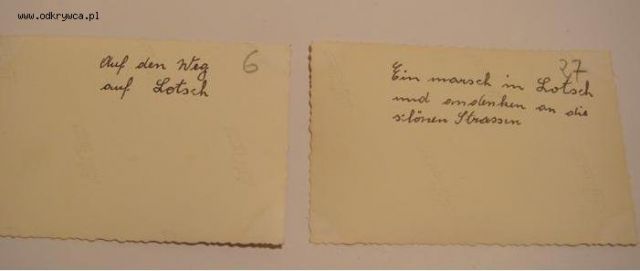 www.odkrywca.pl
Auf den Weg
auf Lotsch
6
Ein marsch in Lotsch
und andenken an die
schönen Strassen
27